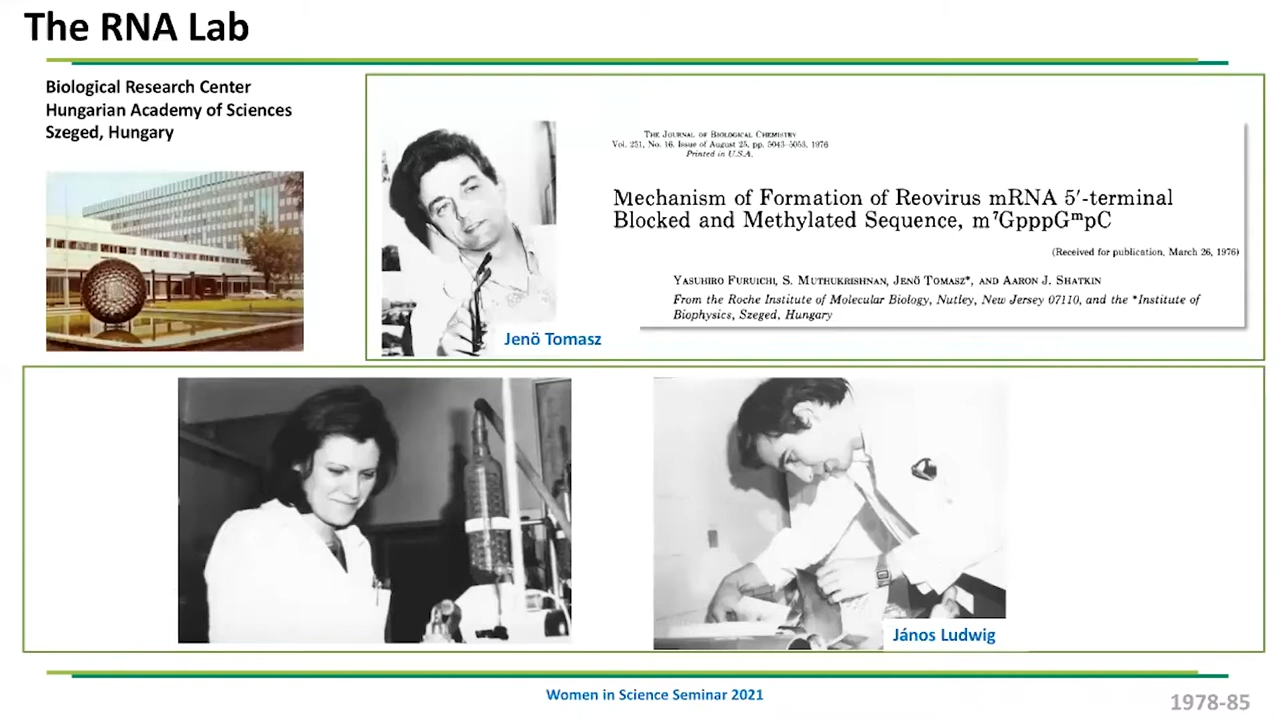 The RNA Lab
Biological Research Center
Hungarian Academy of Sciences
Szeged, Hungary
THE JOURNAL OF BIOLOGICAL CHEMISTRY
Vol. 251, No. 16, Issue of August 25, pp. 5043-5053, 1976
Printed in U.S.A.
Mechanism of Formation of Reovirus mRNA 5′-terminal
Blocked and Methylated Sequence, m⁷GpppGᵐpC
(Received for publication, March 26, 1976)
YASUHIRO FURUICHI, S. MUTHUKRISHNAN, JENÖ TOMASZ*, AND AARON J. SHATKIN
From the Roche Institute of Molecular Biology, Nutley, New Jersey 07110, and the *Institute of
Biophysics, Szeged, Hungary
Jenö Tomasz
János Ludwig
Women in Science Seminar 2021
1978-85